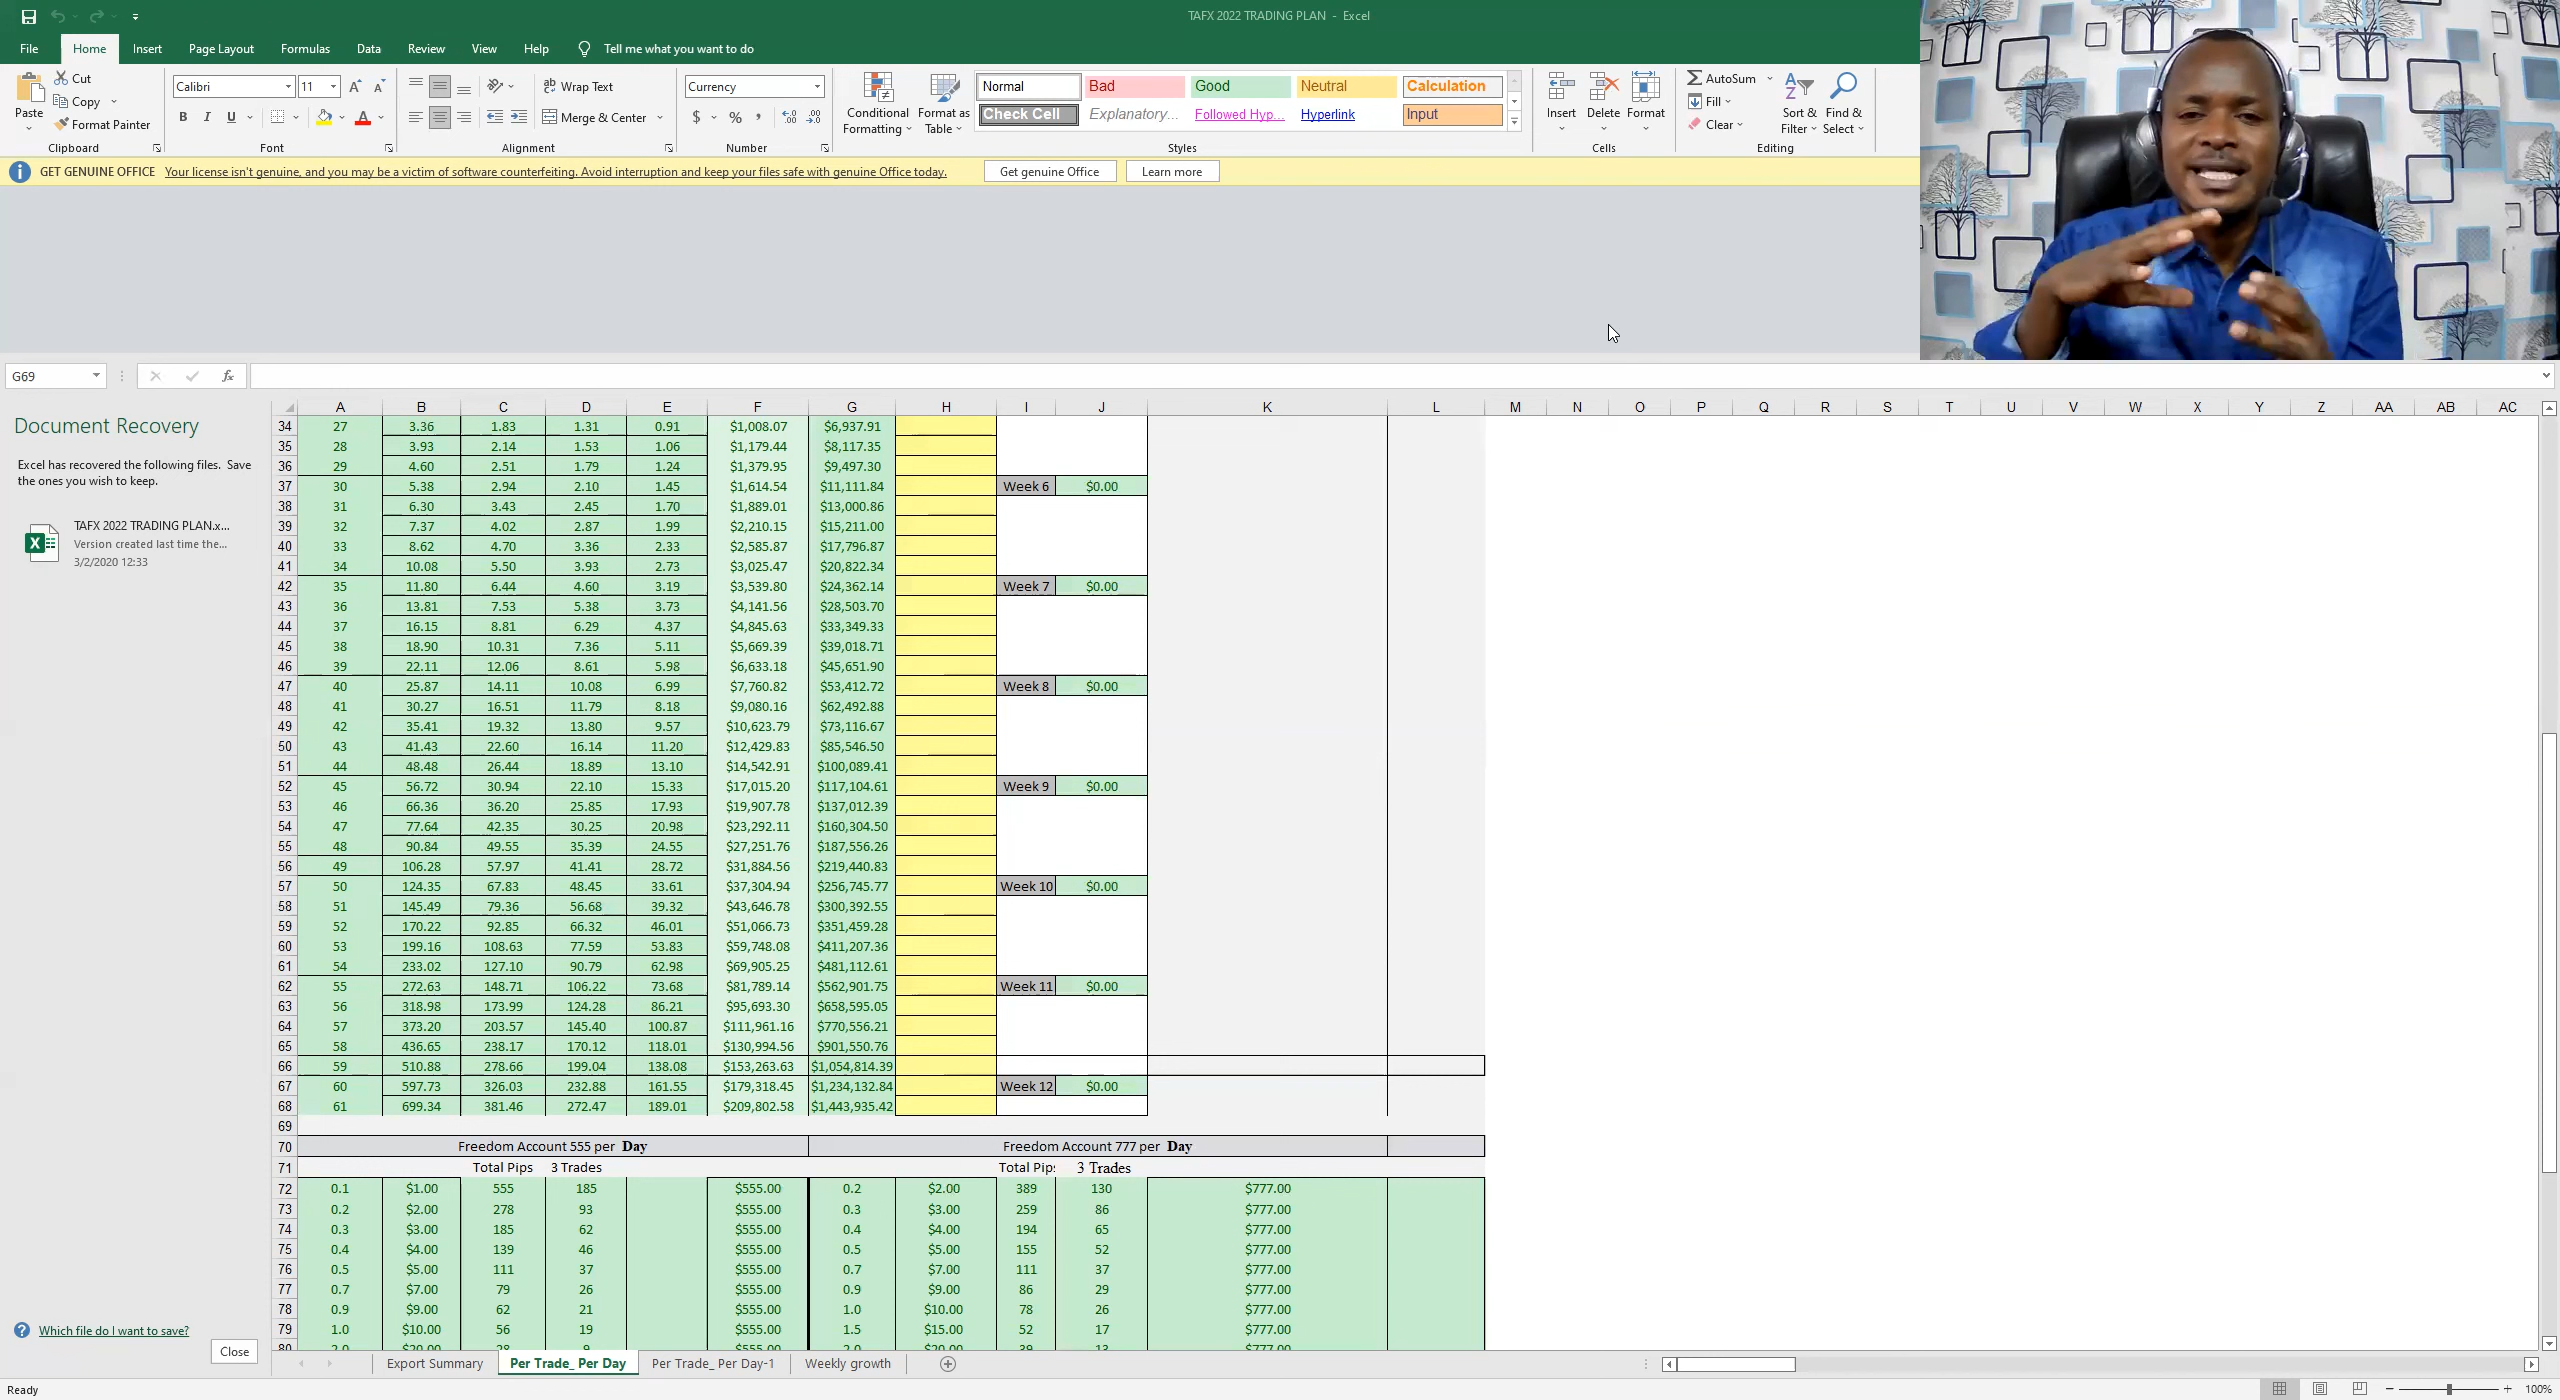 TAFX 2022 TRADING PLAN - Excel
File Home Insert Page Layout Formulas Data Review View Help Tell me what you want to do
Paste Cut Copy Format Painter Clipboard
Calibri 11 B I U A Font
Wrap Text Merge & Center Alignment
Currency $ % , Number
Conditional Formatting Format as Table
Normal Bad Good Neutral Calculation
Check Cell Explanatory... Followed Hyp... Hyperlink Input
Styles
Insert Delete Format Cells
AutoSum Fill Clear Sort & Filter Find & Select Editing
GET GENUINE OFFICE Your license isn't genuine, and you may be a victim of software counterfeiting. Avoid interruption and keep your files safe with genuine Office today. Get genuine Office Learn more
G69 fx
Document Recovery
Excel has recovered the following files. Save
the ones you wish to keep.
TAFX 2022 TRADING PLAN.x...
Version created last time the...
3/2/2020 12:33
Which file do I want to save?
Close
A B C D E F G H I J K L M N O P Q R S T U V W X Y Z AA AB AC
34 27 3.36 1.83 1.31 0.91 $1,008.07 $6,937.91
35 28 3.93 2.14 1.53 1.06 $1,179.44 $8,117.35
36 29 4.60 2.51 1.79 1.24 $1,379.95 $9,497.30
37 30 5.38 2.94 2.10 1.45 $1,614.54 $11,111.84 Week 6 $0.00
38 31 6.30 3.43 2.45 1.70 $1,889.01 $13,000.86
39 32 7.37 4.02 2.87 1.99 $2,210.15 $15,211.00
40 33 8.62 4.70 3.36 2.33 $2,585.87 $17,796.87
41 34 10.08 5.50 3.93 2.73 $3,025.47 $20,822.34
42 35 11.80 6.44 4.60 3.19 $3,539.80 $24,362.14 Week 7 $0.00
43 36 13.81 7.53 5.38 3.73 $4,141.56 $28,503.70
44 37 16.15 8.81 6.29 4.37 $4,845.63 $33,349.33
45 38 18.90 10.31 7.36 5.11 $5,669.39 $39,018.71
46 39 22.11 12.06 8.61 5.98 $6,633.18 $45,651.90
47 40 25.87 14.11 10.08 6.99 $7,760.82 $53,412.72 Week 8 $0.00
48 41 30.27 16.51 11.79 8.18 $9,080.16 $62,492.88
49 42 35.41 19.32 13.80 9.57 $10,623.79 $73,116.67
50 43 41.43 22.60 16.14 11.20 $12,429.83 $85,546.50
51 44 48.48 26.44 18.89 13.10 $14,542.91 $100,089.41
52 45 56.72 30.94 22.10 15.33 $17,015.20 $117,104.61 Week 9 $0.00
53 46 66.36 36.20 25.85 17.93 $19,907.78 $137,012.39
54 47 77.64 42.35 30.25 20.98 $23,292.11 $160,304.50
55 48 90.84 49.55 35.39 24.55 $27,251.76 $187,556.26
56 49 106.28 57.97 41.41 28.72 $31,884.56 $219,440.83
57 50 124.35 67.83 48.45 33.61 $37,304.94 $256,745.77 Week 10 $0.00
58 51 145.49 79.36 56.68 39.32 $43,646.78 $300,392.55
59 52 170.22 92.85 66.32 46.01 $51,066.73 $351,459.28
60 53 199.16 108.63 77.59 53.83 $59,748.08 $411,207.36
61 54 233.02 127.10 90.79 62.98 $69,905.25 $481,112.61
62 55 272.63 148.71 106.22 73.68 $81,789.14 $562,901.75 Week 11 $0.00
63 56 318.98 173.99 124.28 86.21 $95,693.30 $658,595.05
64 57 373.20 203.57 145.40 100.87 $111,961.16 $770,556.21
65 58 436.65 238.17 170.12 118.01 $130,994.56 $901,550.76
66 59 510.88 278.66 199.04 138.08 $153,263.63 $1,054,814.39
67 60 597.73 326.03 232.88 161.55 $179,318.45 $1,234,132.84 Week 12 $0.00
68 61 699.34 381.46 272.47 189.01 $209,802.58 $1,443,935.42
69
70 Freedom Account 555 per Day Freedom Account 777 per Day
71 Total Pips 3 Trades Total Pips 3 Trades
72 0.1 $1.00 555 185 $555.00 0.2 $2.00 389 130 $777.00
73 0.2 $2.00 278 93 $555.00 0.3 $3.00 259 86 $777.00
74 0.3 $3.00 185 62 $555.00 0.4 $4.00 194 65 $777.00
75 0.4 $4.00 139 46 $555.00 0.5 $5.00 155 52 $777.00
76 0.5 $5.00 111 37 $555.00 0.7 $7.00 111 37 $777.00
77 0.7 $7.00 79 26 $555.00 0.9 $9.00 86 29 $777.00
78 0.9 $9.00 62 21 $555.00 1.0 $10.00 78 26 $777.00
79 1.0 $10.00 56 19 $555.00 1.5 $15.00 52 17 $777.00
Export Summary Per Trade_ Per Day Per Trade_ Per Day-1 Weekly growth
Ready 100%